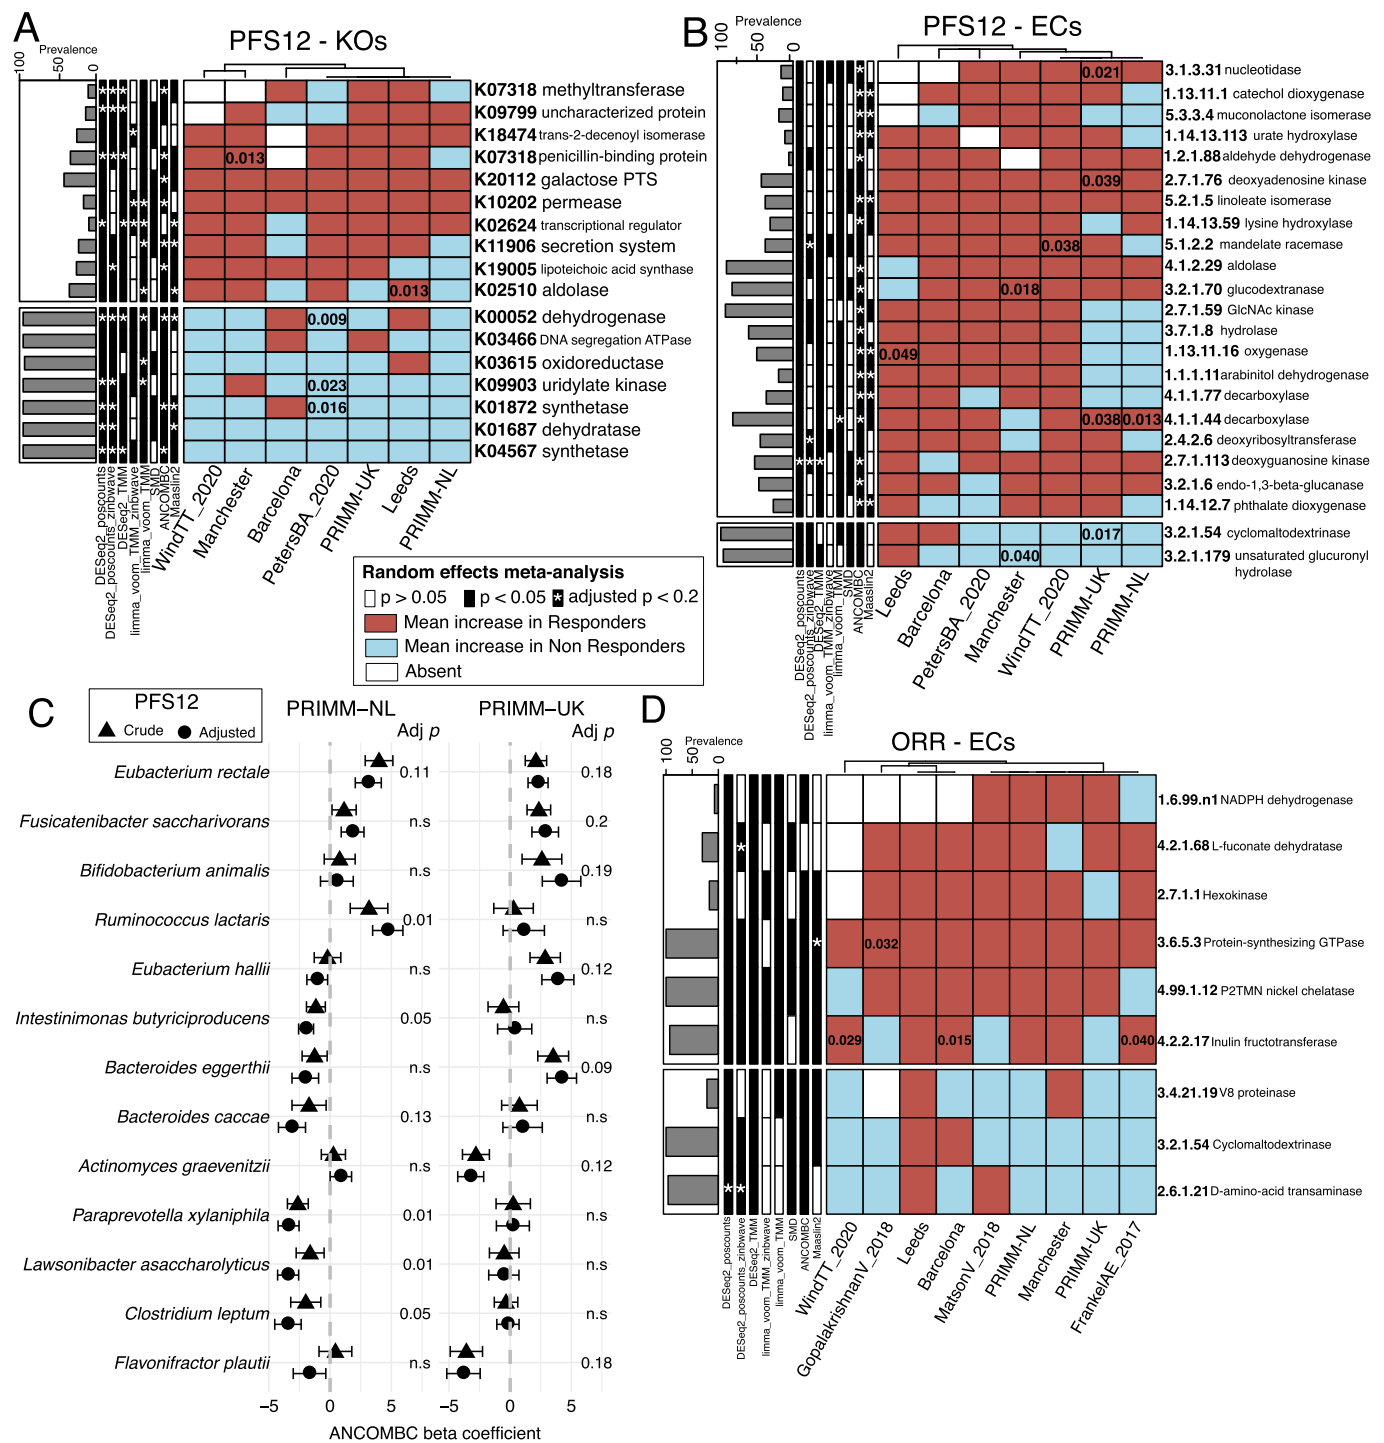 A
PFS12 - KOs
Prevalence
100
50
0
K07318 methyltransferase
K09799 uncharacterized protein
K18474 trans-2-decenoyl isomerase
K07318 penicillin-binding protein
K20112 galactose PTS
K10202 permease
K02624 transcriptional regulator
K11906 secretion system
K19005 lipoteichoic acid synthase
K02510 aldolase
K00052 dehydrogenase
K03466 DNA segregation ATPase
K03615 oxidoreductase
K09903 uridylate kinase
K01872 synthetase
K01687 dehydratase
K04567 synthetase
0.013
0.013
0.009
0.023
0.016
DESeq2_poscounts
DESeq2_poscounts_zinbwave
DESeq2_TMM
limma_voom_TMM_zinbwave
limma_voom_TMM
SMD
ANCOMBC
Maaslin2
WindTT_2020
Manchester
Barcelona
PetersBA_2020
PRIMM-UK
Leeds
PRIMM-NL
Random effects meta-analysis
p > 0.05
p < 0.05
* adjusted p < 0.2
Mean increase in Responders
Mean increase in Non Responders
Absent
B
PFS12 - ECs
Prevalence
100
50
0
3.1.3.31 nucleotidase
1.13.11.1 catechol dioxygenase
5.3.3.4 muconolactone isomerase
1.14.13.113 urate hydroxylase
1.2.1.88 aldehyde dehydrogenase
2.7.1.76 deoxyadenosine kinase
5.2.1.5 linoleate isomerase
1.14.13.59 lysine hydroxylase
5.1.2.2 mandelate racemase
4.1.2.29 aldolase
3.2.1.70 glucodextranase
2.7.1.59 GlcNAc kinase
3.7.1.8 hydrolase
1.13.11.16 oxygenase
1.1.1.11 arabinitol dehydrogenase
4.1.1.77 decarboxylase
4.1.1.44 decarboxylase
2.4.2.6 deoxyribosyltransferase
2.7.1.113 deoxyguanosine kinase
3.2.1.6 endo-1,3-beta-glucanase
1.14.12.7 phthalate dioxygenase
3.2.1.54 cyclomaltodextrinase
3.2.1.179 unsaturated glucuronyl
hydrolase
0.021
0.039
0.038
0.018
0.049
0.038
0.013
0.017
0.040
DESeq2_poscounts
DESeq2_poscounts_zinbwave
DESeq2_TMM
limma_voom_TMM_zinbwave
limma_voom_TMM
SMD
ANCOMBC
Maaslin2
Leeds
Barcelona
PetersBA_2020
Manchester
WindTT_2020
PRIMM-UK
PRIMM-NL
C
PFS12
Crude
Adjusted
PRIMM–NL
Adj p
PRIMM–UK
Adj p
Eubacterium rectale 0.11 0.18
Fusicatenibacter saccharivorans n.s 0.2
Bifidobacterium animalis n.s 0.19
Ruminococcus lactaris 0.01 n.s
Eubacterium hallii n.s 0.12
Intestinimonas butyriciproducens 0.05 n.s
Bacteroides eggerthii n.s 0.09
Bacteroides caccae 0.13 n.s
Actinomyces graevenitzii n.s 0.12
Paraprevotella xylaniphila 0.01 n.s
Lawsonibacter asaccharolyticus 0.01 n.s
Clostridium leptum 0.05 n.s
Flavonifractor plautii n.s 0.18
−5 0 5 −5 0 5
ANCOMBC beta coefficient
D
ORR - ECs
Prevalence
100
50
0
1.6.99.n1 NADPH dehydrogenase
4.2.1.68 L-fuconate dehydratase
2.7.1.1 Hexokinase
3.6.5.3 Protein-synthesizing GTPase
4.99.1.12 P2TMN nickel chelatase
4.2.2.17 Inulin fructotransferase
3.4.21.19 V8 proteinase
3.2.1.54 Cyclomaltodextrinase
2.6.1.21 D-amino-acid transaminase
0.032
0.029
0.015
0.040
DESeq2_poscounts
DESeq2_poscounts_zinbwave
DESeq2_TMM
limma_voom_TMM_zinbwave
limma_voom_TMM
SMD
ANCOMBC
Maaslin2
WindTT_2020
GopalakrishnanV_2018
Leeds
Barcelona
MatsonV_2018
PRIMM-NL
Manchester
PRIMM-UK
FrankelAE_2017